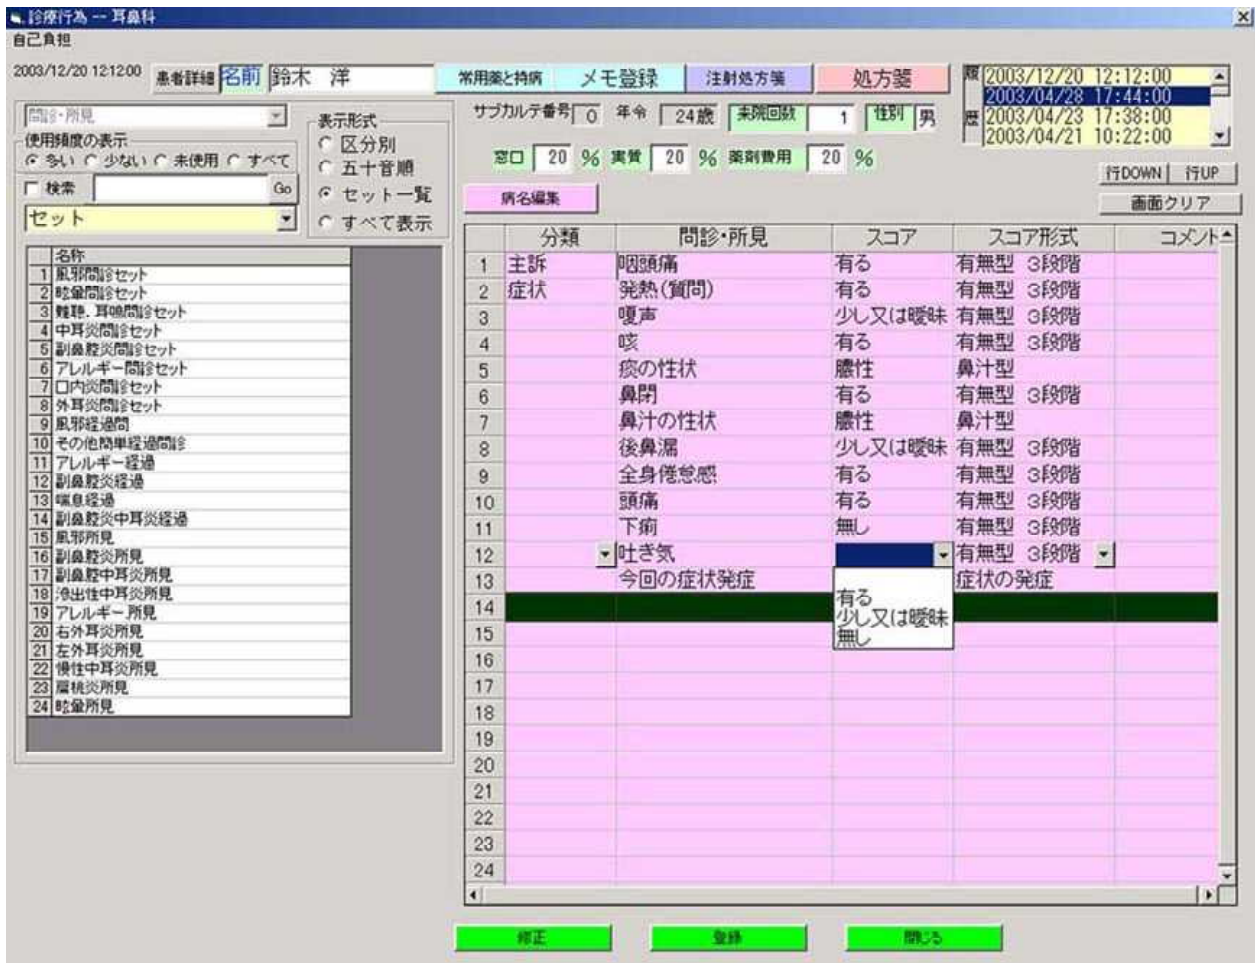 診療行為 -- 耳鼻科
自己負担
2003/12/20 12:12:00 患者詳細 名前 鈴木 洋 常用薬と持病 メモ登録 注射処方箋 処方箋
履歴
2003/12/20 12:12:00
2003/04/28 17:44:00
2003/04/23 17:38:00
2003/04/21 10:22:00
サブカルテ番号 0 年令 24歳 来院回数 1 性別 男
窓口 20 % 実質 20 % 薬剤費用 20 %
行DOWN 行UP
病名編集 画面クリア
問診・所見
使用頻度の表示
多い 少ない 未使用 すべて
検索 Go
セット
表示形式
区分別
五十音順
セット一覧
すべて表示
名称
1 風邪問診セット
2 眩暈問診セット
3 難聴、耳鳴問診セット
4 中耳炎問診セット
5 副鼻腔炎問診セット
6 アレルギー問診セット
7 口内炎問診セット
8 外耳炎問診セット
9 風邪経過問
10 その他簡単経過問診
11 アレルギー経過
12 副鼻腔炎経過
13 喘息経過
14 副鼻腔炎中耳炎経過
15 風邪所見
16 副鼻腔炎所見
17 副鼻腔中耳炎所見
18 滲出性中耳炎所見
19 アレルギー所見
20 右外耳炎所見
21 左外耳炎所見
22 慢性中耳炎所見
23 扁桃炎所見
24 眩暈所見
分類 問診・所見 スコア スコア形式 コメント
1 主訴 咽頭痛 有る 有無型 3段階
2 症状 発熱(質問) 有る 有無型 3段階
3 嗄声 少し又は曖昧 有無型 3段階
4 咳 有る 有無型 3段階
5 痰の性状 膿性 鼻汁型
6 鼻閉 有る 有無型 3段階
7 鼻汁の性状 膿性 鼻汁型
8 後鼻漏 少し又は曖昧 有無型 3段階
9 全身倦怠感 有る 有無型 3段階
10 頭痛 有る 有無型 3段階
11 下痢 無し 有無型 3段階
12 吐き気 有無型 3段階
13 今回の症状発症 症状の発症
14
有る
少し又は曖昧
無し
15
16
17
18
19
20
21
22
23
24
修正 登録 閉じる